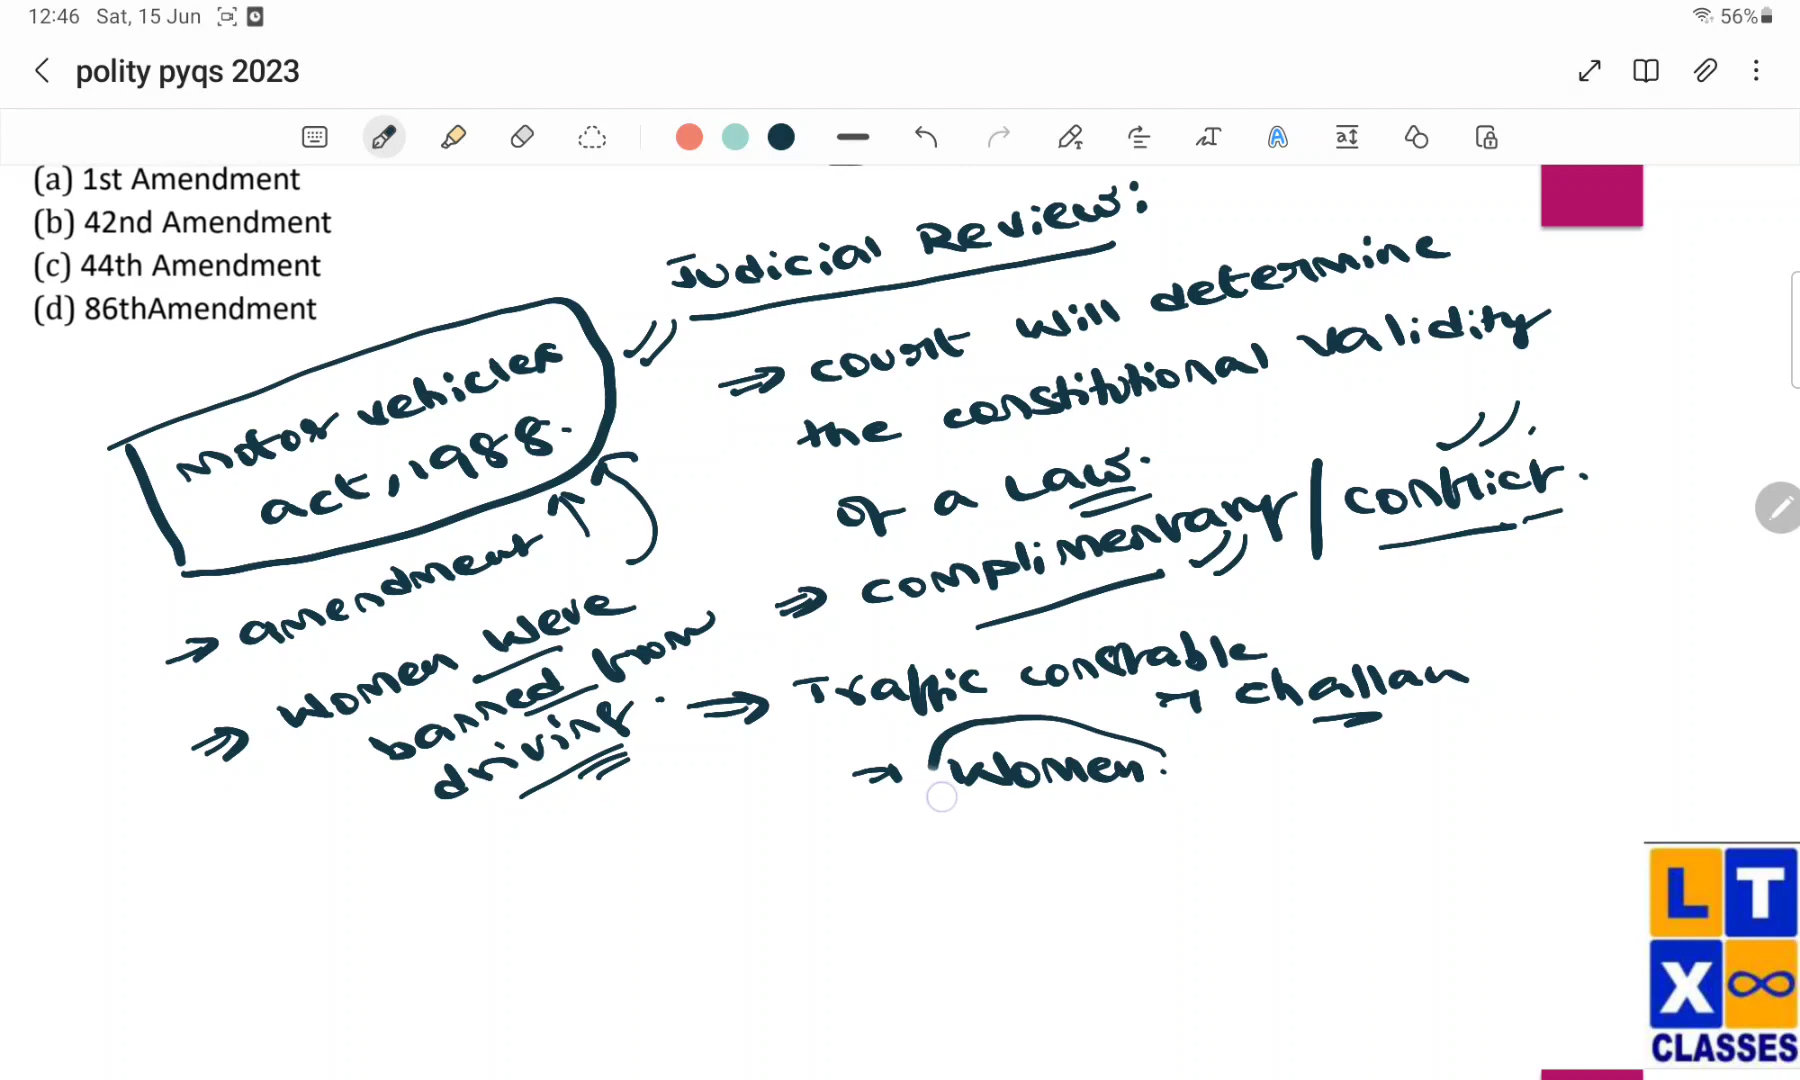 12:46 Sat, 15 Jun
56%
polity pyqs 2023
(a) 1st Amendment
(b) 42nd Amendment
(c) 44th Amendment
(d) 86thAmendment
Judicial Review:
⇒ court will determine
the constitutional validity
of a Law.
⇒ complimentrary / conflict.
Motor vehicles
act, 1988.
→ amendment
⇒ women were
banned from
driving.
⇒ Traffic constable
→ challan
→ women.
LT
X∞
CLASSES